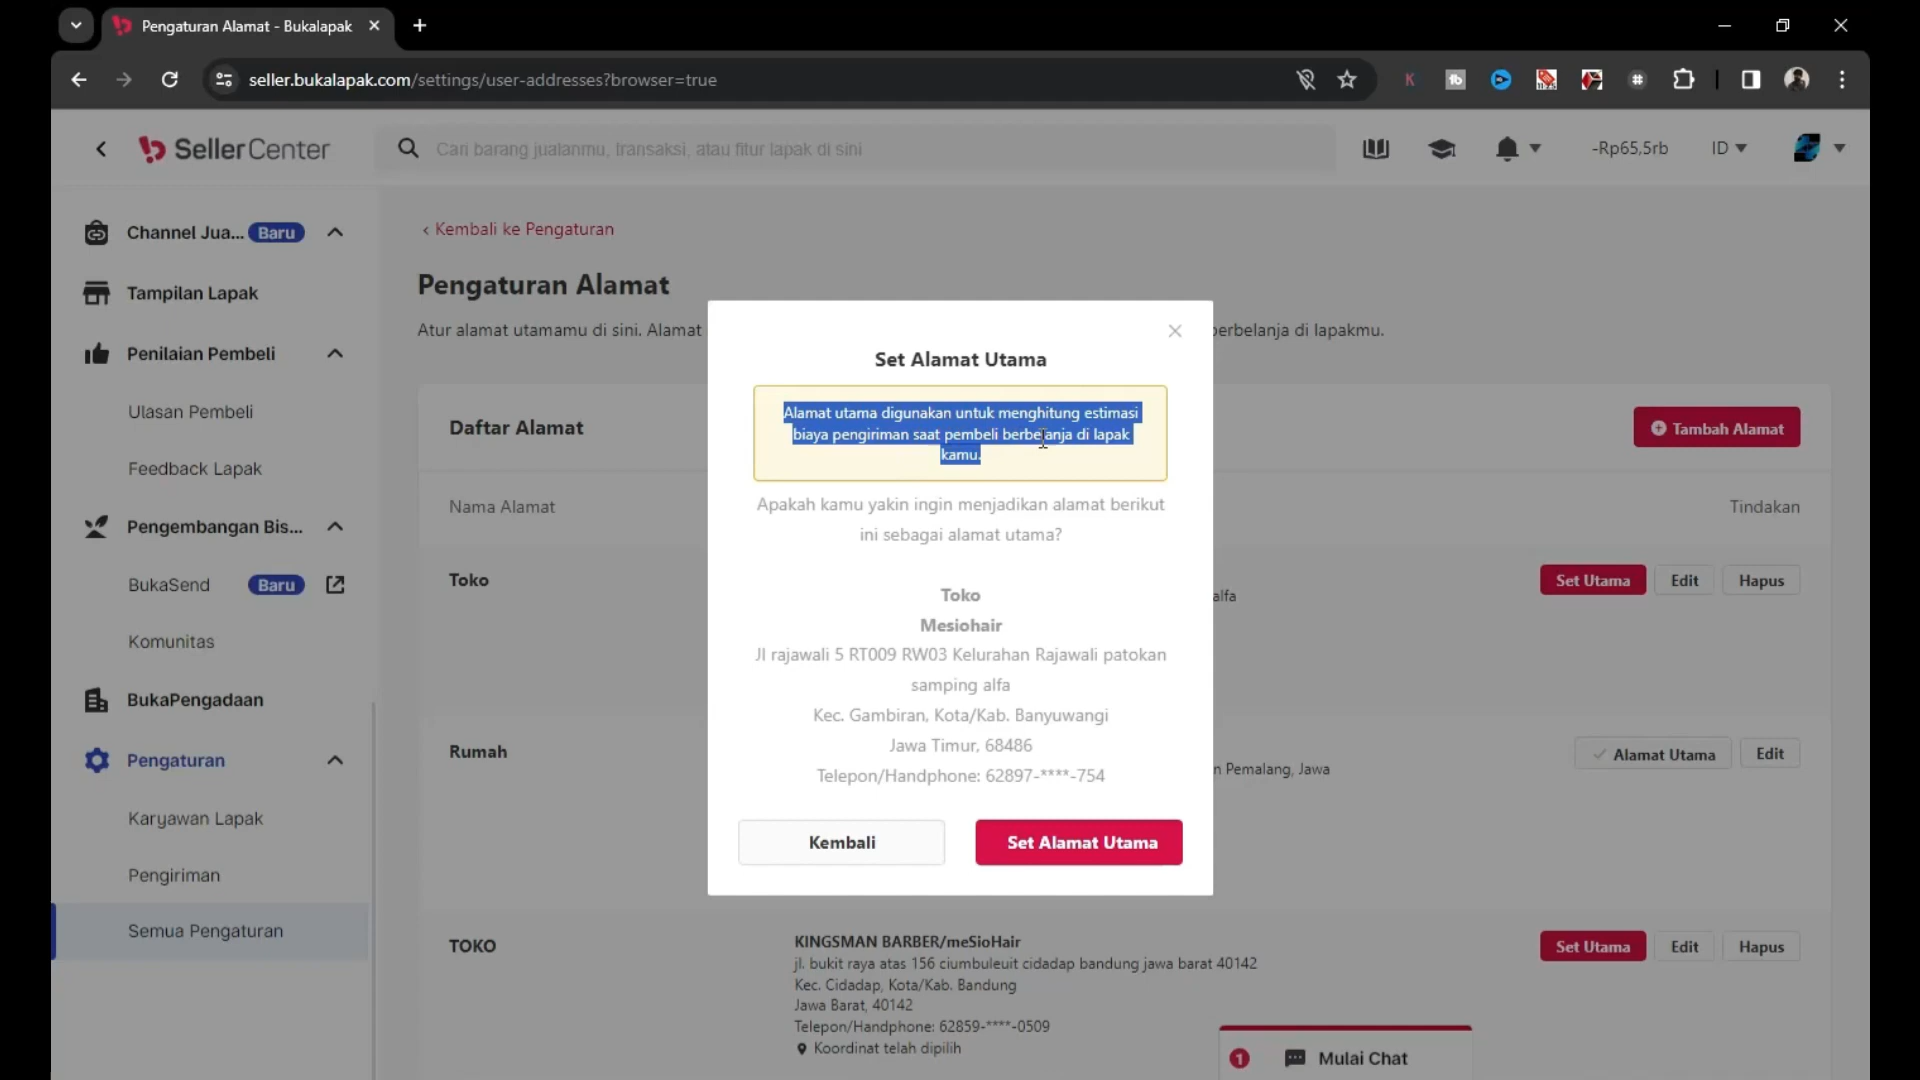 Pengaturan Alamat - Bukalapak
seller.bukalapak.com/settings/user-addresses?browser=true
SellerCenter
Cari barang jualanmu, transaksi, atau fitur lapak di sini
-Rp65,5rb
ID
Channel Jua... Baru
Tampilan Lapak
Penilaian Pembeli
Ulasan Pembeli
Feedback Lapak
Pengembangan Bis...
BukaSend Baru
Komunitas
BukaPengadaan
Pengaturan
Karyawan Lapak
Pengiriman
Semua Pengaturan
‹ Kembali ke Pengaturan
Pengaturan Alamat
Atur alamat utamamu di sini. Alamat
berbelanja di lapakmu.
Daftar Alamat
Tambah Alamat
Nama Alamat
Tindakan
Toko
alfa
Set Utama Edit Hapus
Rumah
n Pemalang, Jawa
Alamat Utama Edit
TOKO
KINGSMAN BARBER/meSioHair
jl. bukit raya atas 156 ciumbuleuit cidadap bandung jawa barat 40142
Kec. Cidadap, Kota/Kab. Bandung
Jawa Barat, 40142
Telepon/Handphone: 62859-****-0509
Koordinat telah dipilih
Set Utama Edit Hapus
Set Alamat Utama
Alamat utama digunakan untuk menghitung estimasi
biaya pengiriman saat pembeli berbelanja di lapak
kamu.
Apakah kamu yakin ingin menjadikan alamat berikut
ini sebagai alamat utama?
Toko
Mesiohair
Jl rajawali 5 RT009 RW03 Kelurahan Rajawali patokan
samping alfa
Kec. Gambiran, Kota/Kab. Banyuwangi
Jawa Timur, 68486
Telepon/Handphone: 62897-****-754
Kembali
Set Alamat Utama
1 Mulai Chat